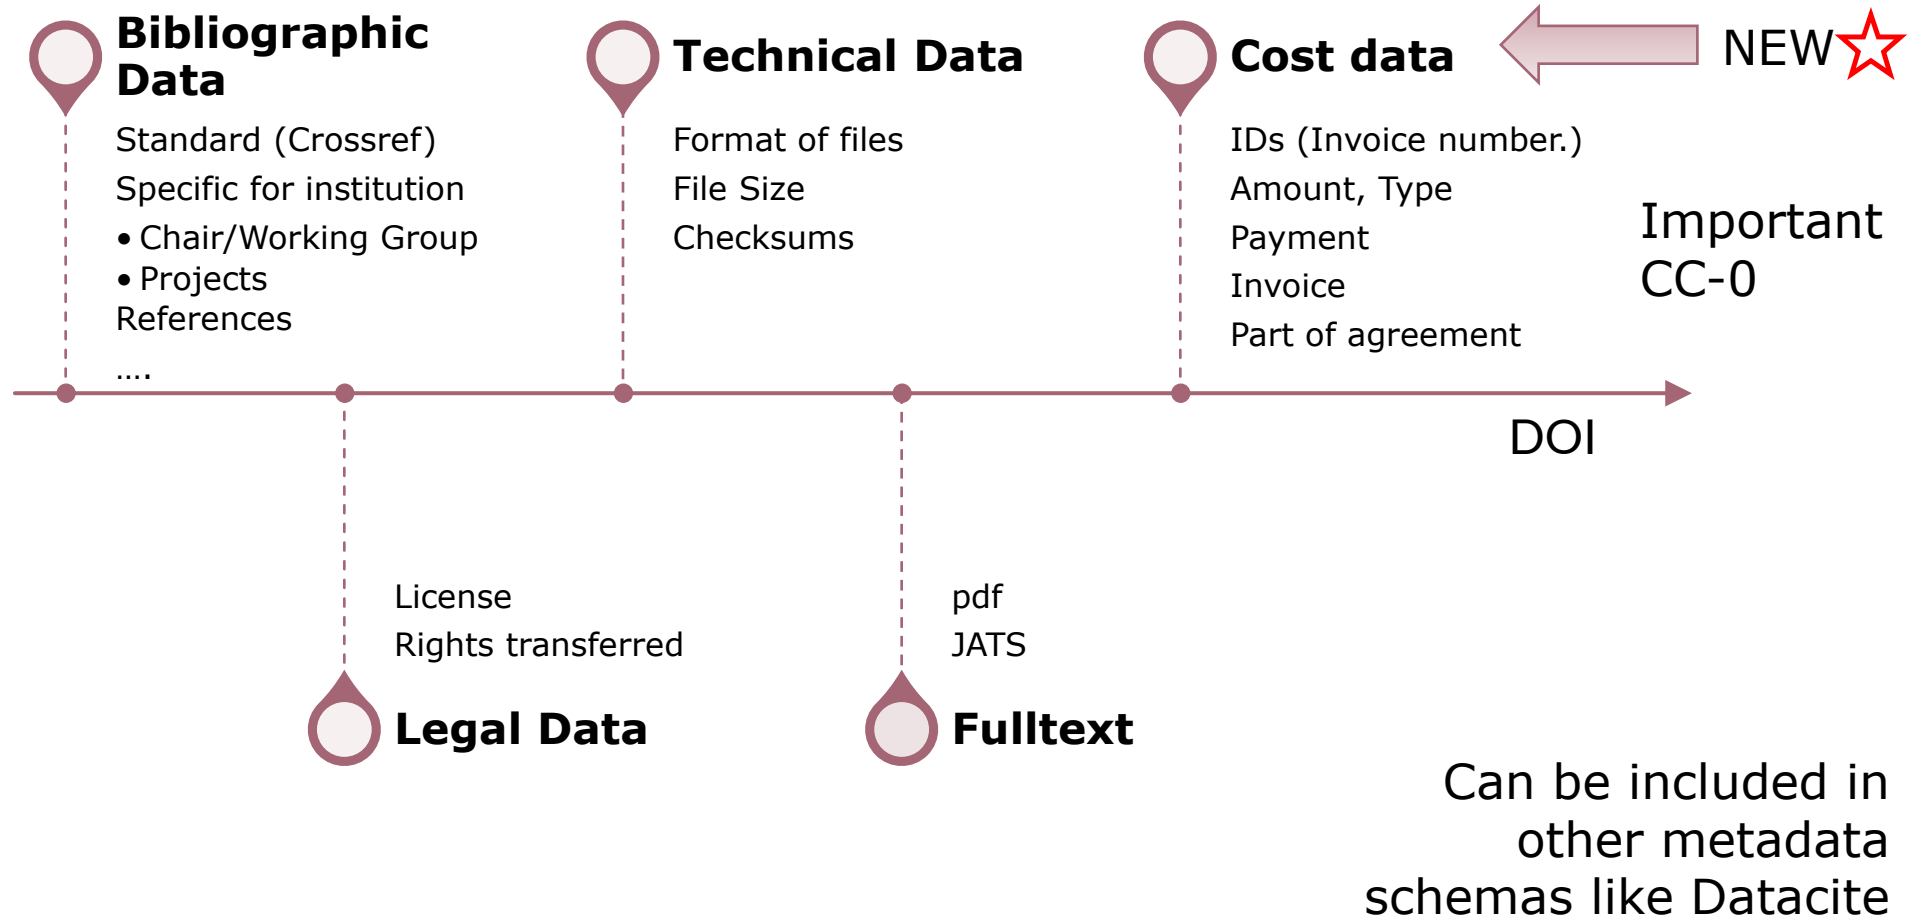 Bibliographic
Data
Standard (Crossref)
Specific for institution
• Chair/Working Group
• Projects
References
….
Technical Data
Format of files
File Size
Checksums
Cost data
IDs (Invoice number.)
Amount, Type
Payment
Invoice
Part of agreement
NEW
Important
CC-0
DOI
License
Rights transferred
Legal Data
pdf
JATS
Fulltext
Can be included in
other metadata
schemas like Datacite